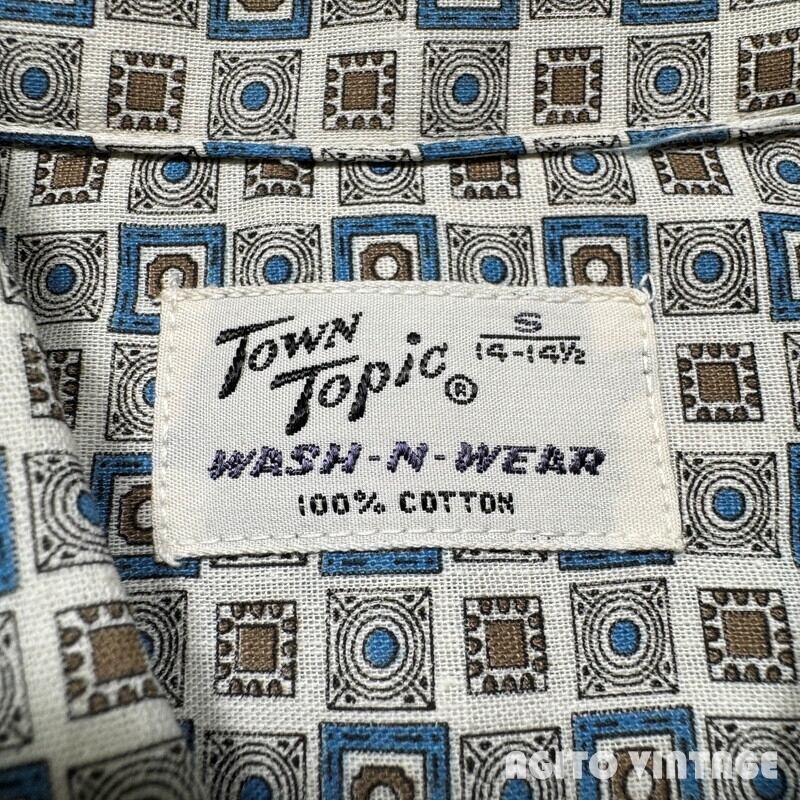 Town
Topic®
S
14-14½
WASH-N-WEAR
100% COTTON
AGITO VINTAGE